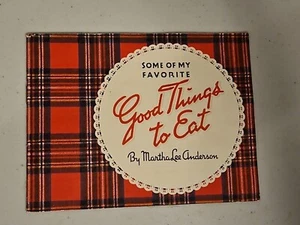 SOME OF MY
FAVORITE
Good Things
to Eat
By Martha Lee Anderson